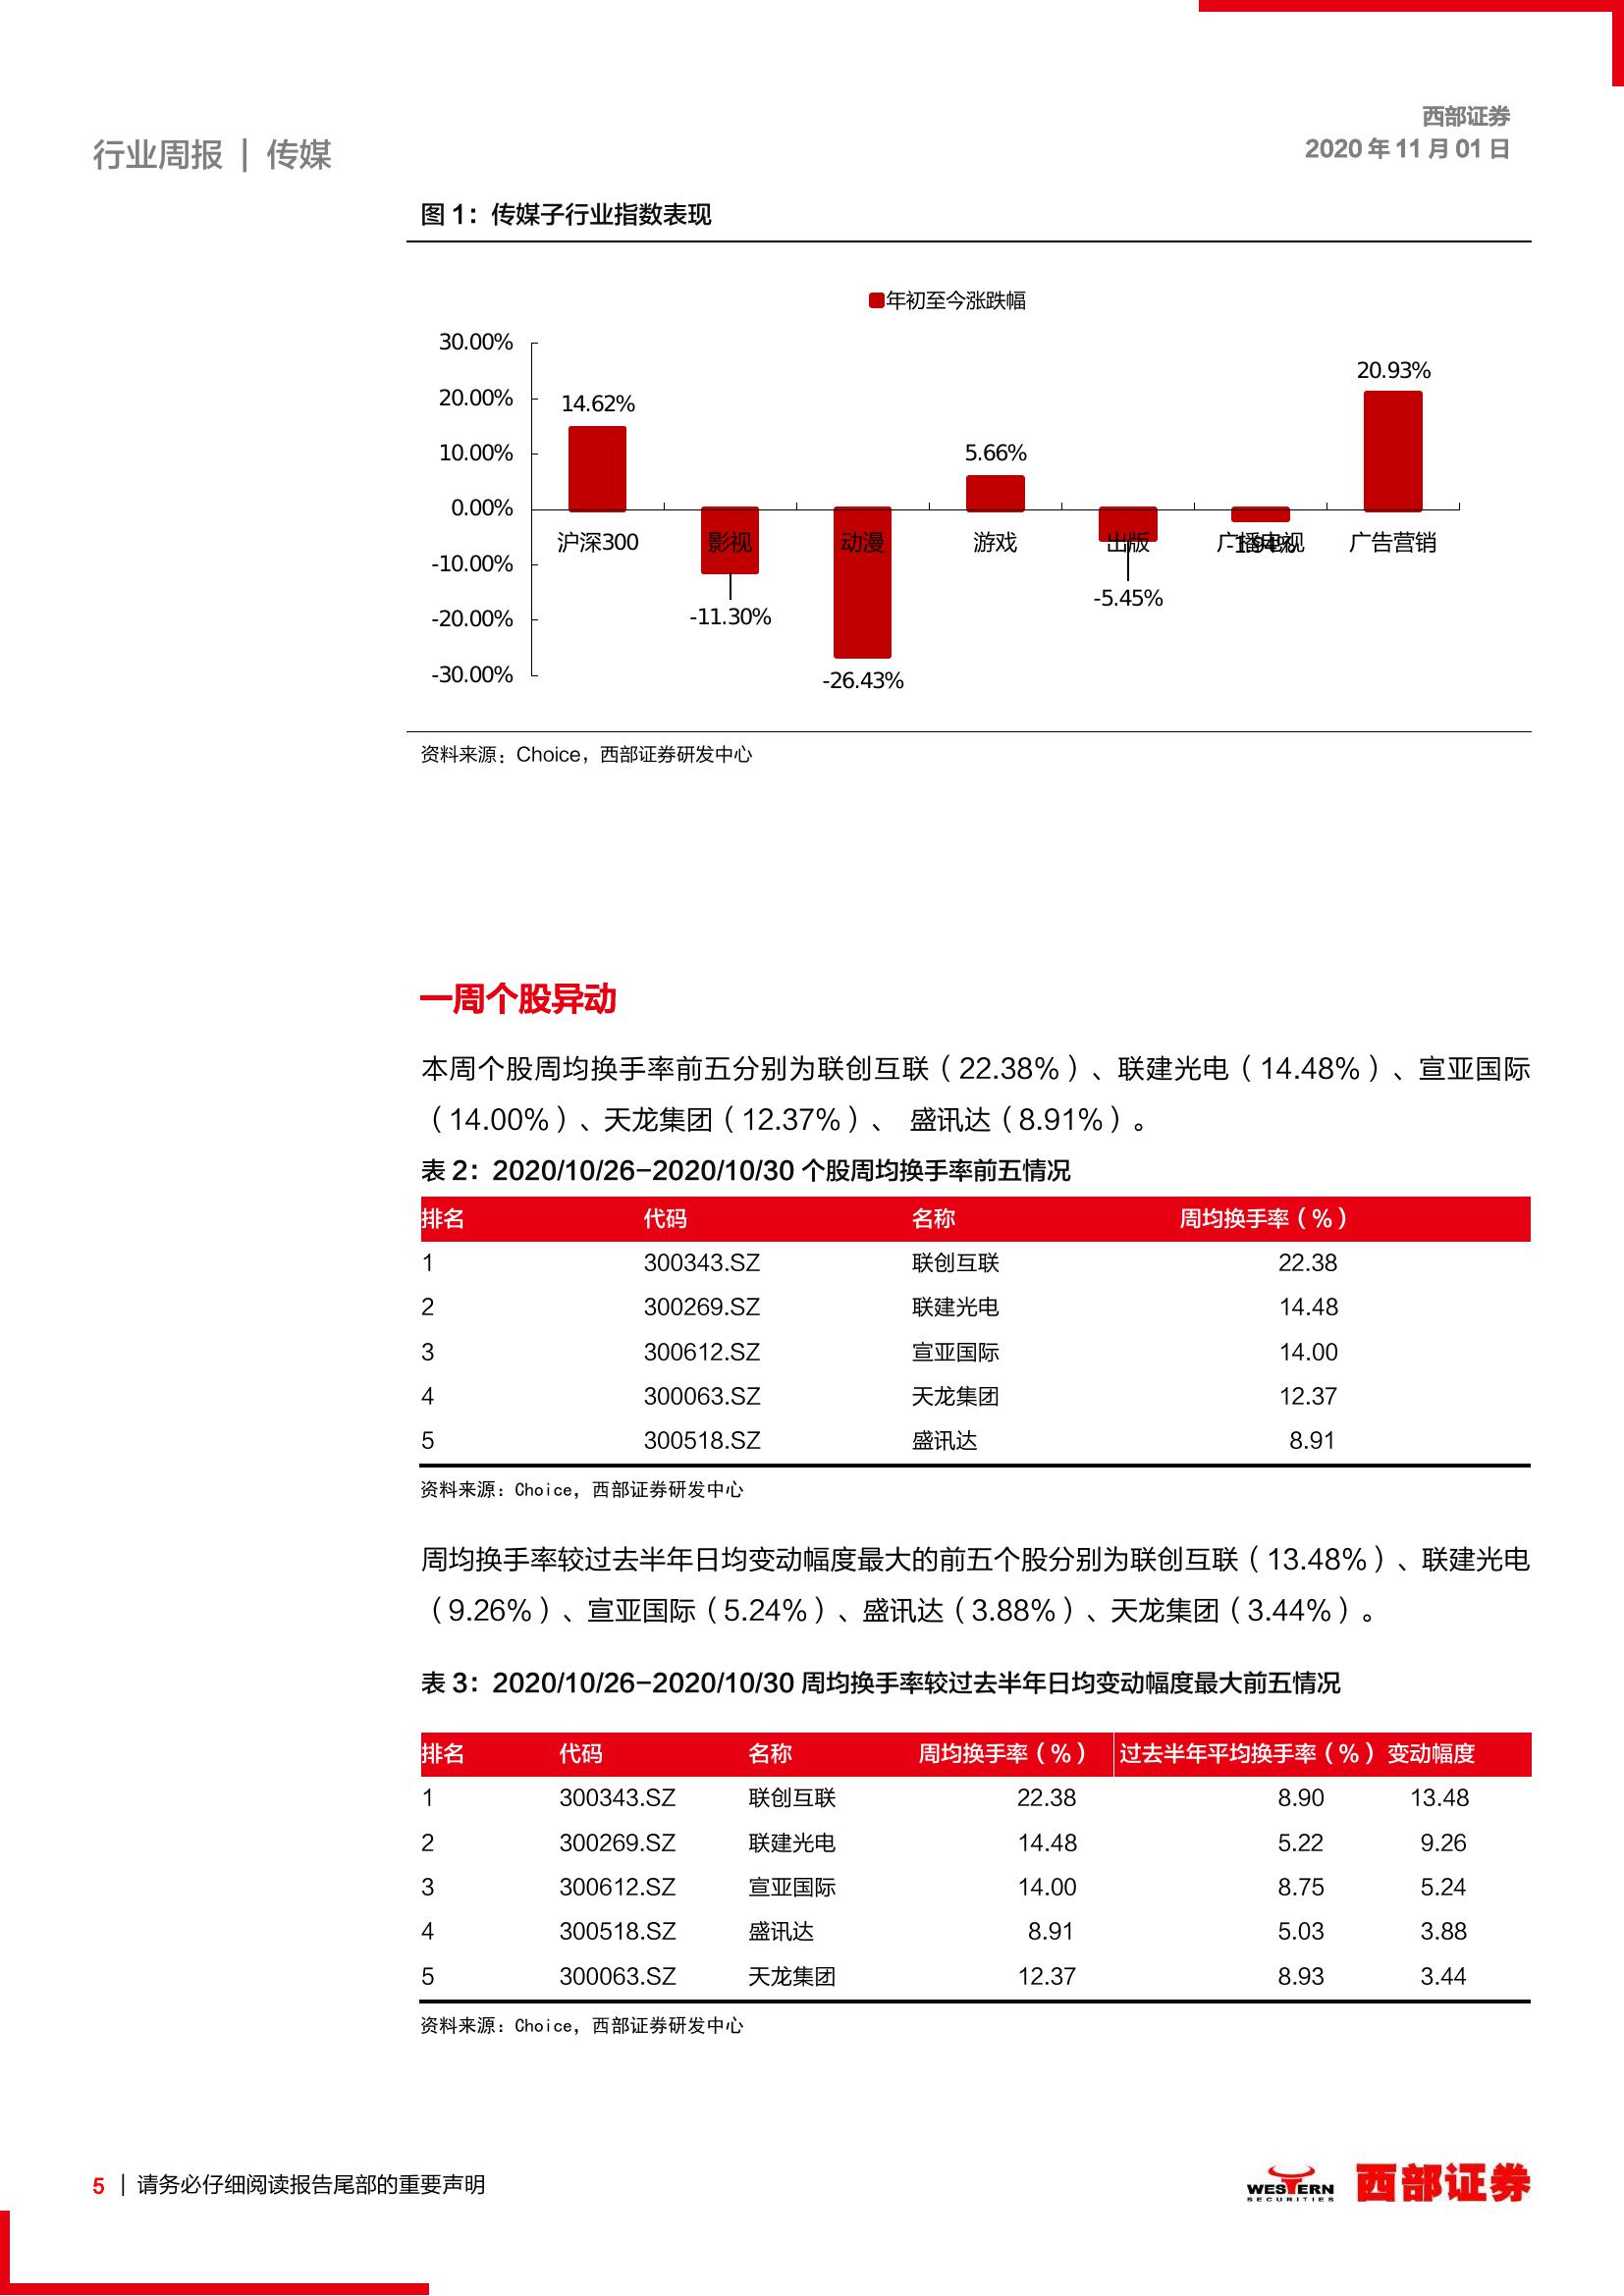 西部证券
行业周报 | 传媒
2020 年 11 月 01 日
图 1：传媒子行业指数表现
年初至今涨跌幅
30.00%
20.00%
10.00%
0.00%
-10.00%
-20.00%
-30.00%
14.62%
-11.30%
-26.43%
5.66%
-5.45%
-1.94%
20.93%
沪深300 影视 动漫 游戏 出版 广播电视 广告营销
资料来源：Choice，西部证券研发中心
一周个股异动
本周个股周均换手率前五分别为联创互联（22.38%）、联建光电（14.48%）、宣亚国际
（14.00%）、天龙集团（12.37%）、 盛讯达（8.91%）。
表 2：2020/10/26-2020/10/30 个股周均换手率前五情况
排名 代码 名称 周均换手率（%）
1 300343.SZ 联创互联 22.38
2 300269.SZ 联建光电 14.48
3 300612.SZ 宣亚国际 14.00
4 300063.SZ 天龙集团 12.37
5 300518.SZ 盛讯达 8.91
资料来源：Choice，西部证券研发中心
周均换手率较过去半年日均变动幅度最大的前五个股分别为联创互联（13.48%）、联建光电
（9.26%）、宣亚国际（5.24%）、盛讯达（3.88%）、天龙集团（3.44%）。
表 3：2020/10/26-2020/10/30 周均换手率较过去半年日均变动幅度最大前五情况
排名 代码 名称 周均换手率（%） 过去半年平均换手率（%） 变动幅度
1 300343.SZ 联创互联 22.38 8.90 13.48
2 300269.SZ 联建光电 14.48 5.22 9.26
3 300612.SZ 宣亚国际 14.00 8.75 5.24
4 300518.SZ 盛讯达 8.91 5.03 3.88
5 300063.SZ 天龙集团 12.37 8.93 3.44
资料来源：Choice，西部证券研发中心
5 | 请务必仔细阅读报告尾部的重要声明
WESTERN
SECURITIES
西部证券